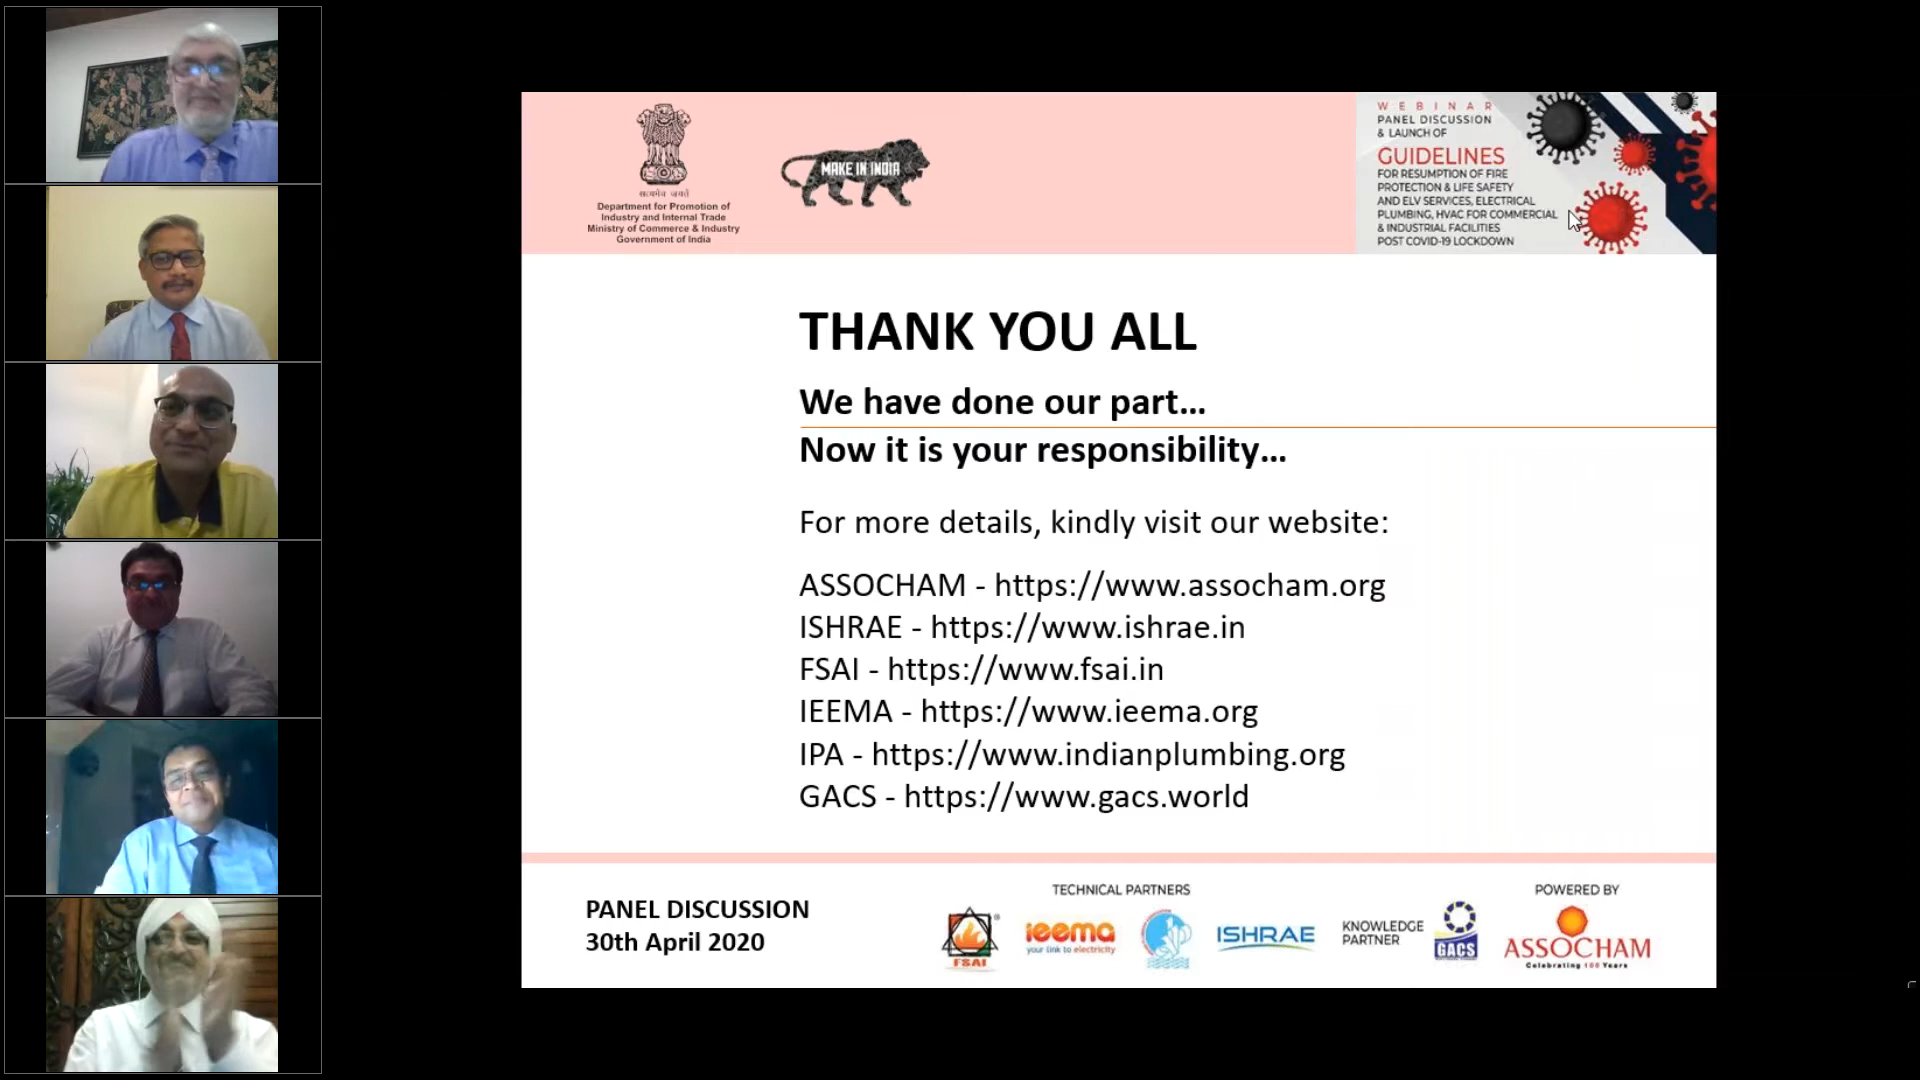 सत्यमेव जयते
Department for Promotion of
Industry and Internal Trade
Ministry of Commerce & Industry
Government of India
MAKE IN INDIA
WEBINAR
PANEL DISCUSSION
& LAUNCH OF
GUIDELINES
FOR RESUMPTION OF FIRE
PROTECTION & LIFE SAFETY
AND ELV SERVICES, ELECTRICAL
PLUMBING, HVAC FOR COMMERCIAL
& INDUSTRIAL FACILITIES
POST COVID-19 LOCKDOWN
THANK YOU ALL
We have done our part...
Now it is your responsibility...
For more details, kindly visit our website:
ASSOCHAM - https://www.assocham.org
ISHRAE - https://www.ishrae.in
FSAI - https://www.fsai.in
IEEMA - https://www.ieema.org
IPA - https://www.indianplumbing.org
GACS - https://www.gacs.world
PANEL DISCUSSION
30th April 2020
TECHNICAL PARTNERS
FSAI
®
ieema
your link to electricity
ISHRAE
KNOWLEDGE
PARTNER
GACS
POWERED BY
ASSOCHAM
Celebrating 100 Years